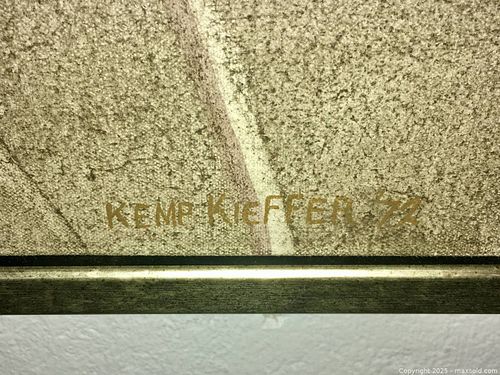 KEMP KIEFFER '72
Copyright 2025 - maxsold.com